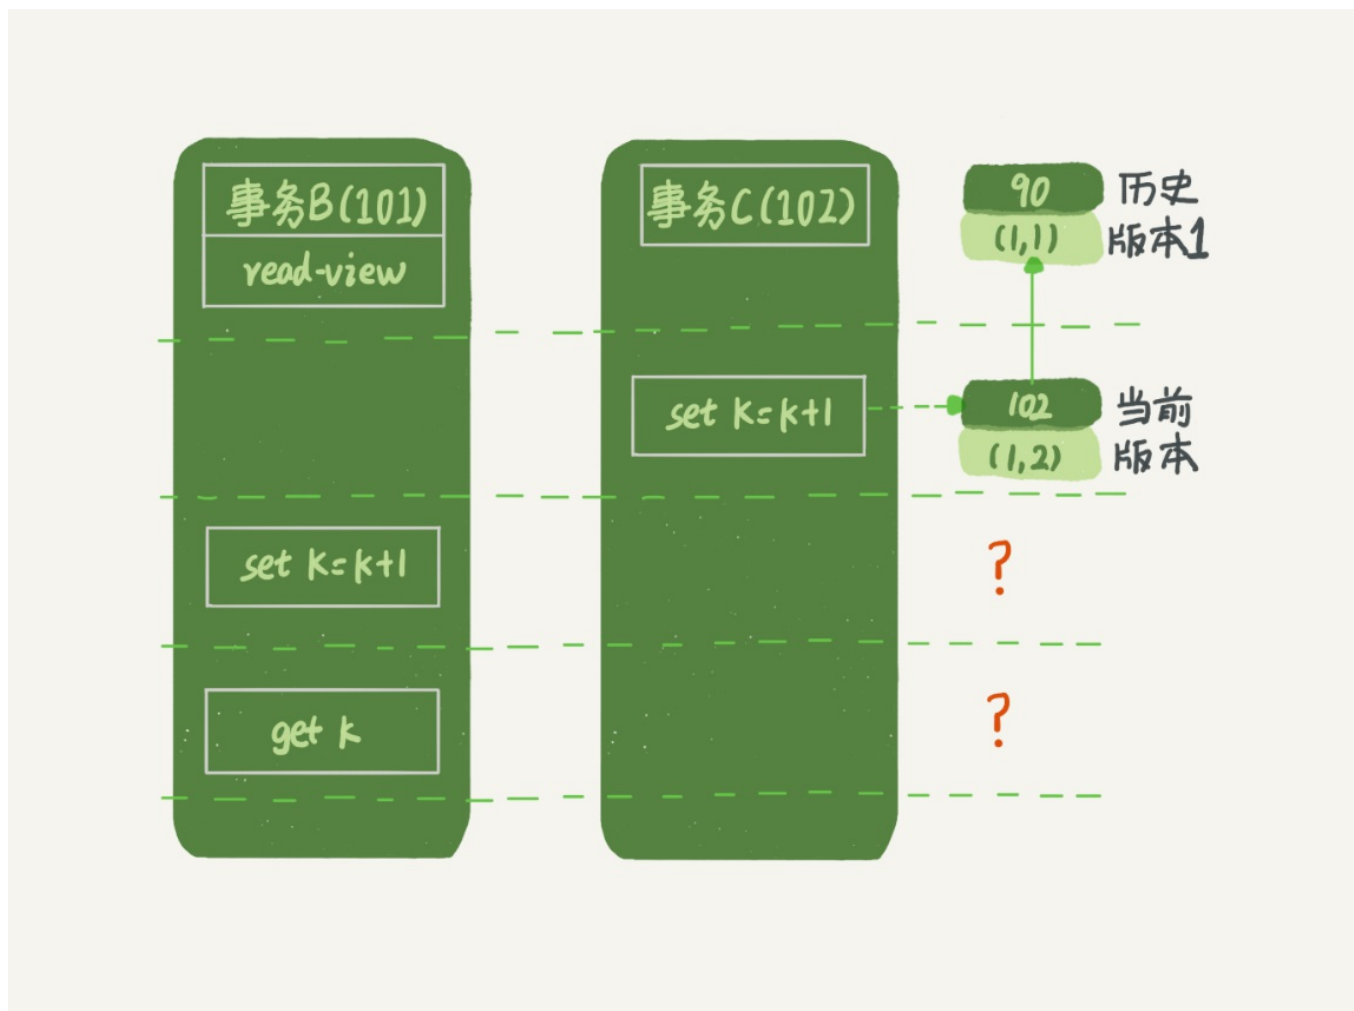 事务B(101)
read-view
事务C(102)
90
(1,1)
历史
版本1
set k=k+1
102
(1,2)
当前
版本
set k=k+1
?
get k
?